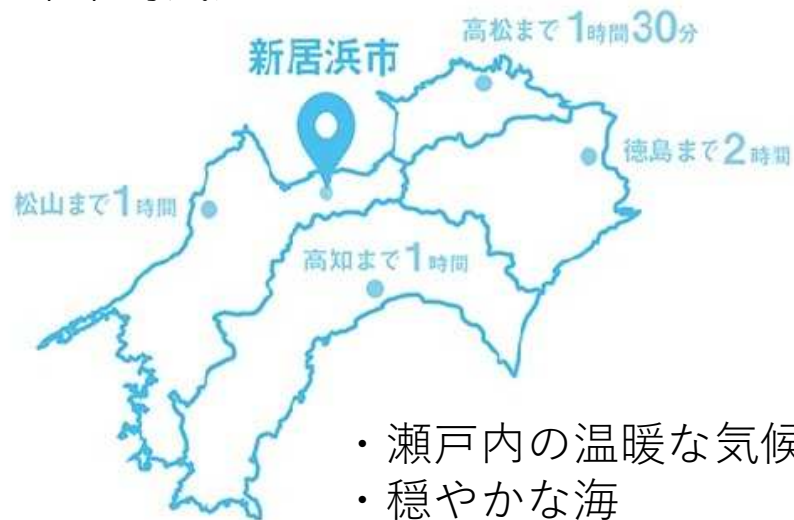 高松まで1時間30分
新居浜市
徳島まで2時間
松山まで1時間
高知まで1時間
・瀬戸内の温暖な気候
・穏やかな海